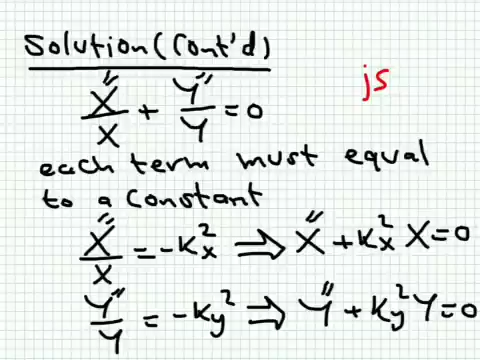 Solution (Cont'd)
js
X''/X + Y''/Y = 0
each term must equal
to a constant
X''/X = -Kx² ⇒ X'' + Kx² X = 0
Y''/Y = -Ky² ⇒ Y'' + Ky² Y = 0